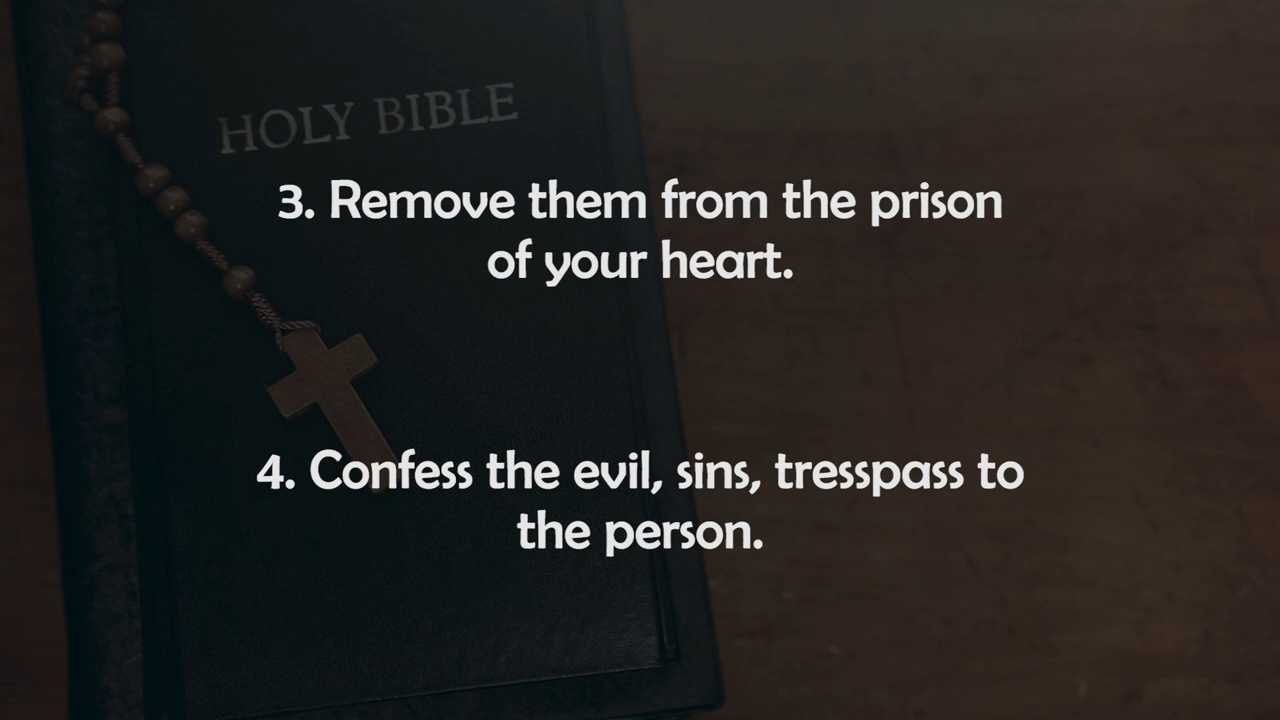 HOLY BIBLE
3. Remove them from the prison
of your heart.
4. Confess the evil, sins, tresspass to
the person.